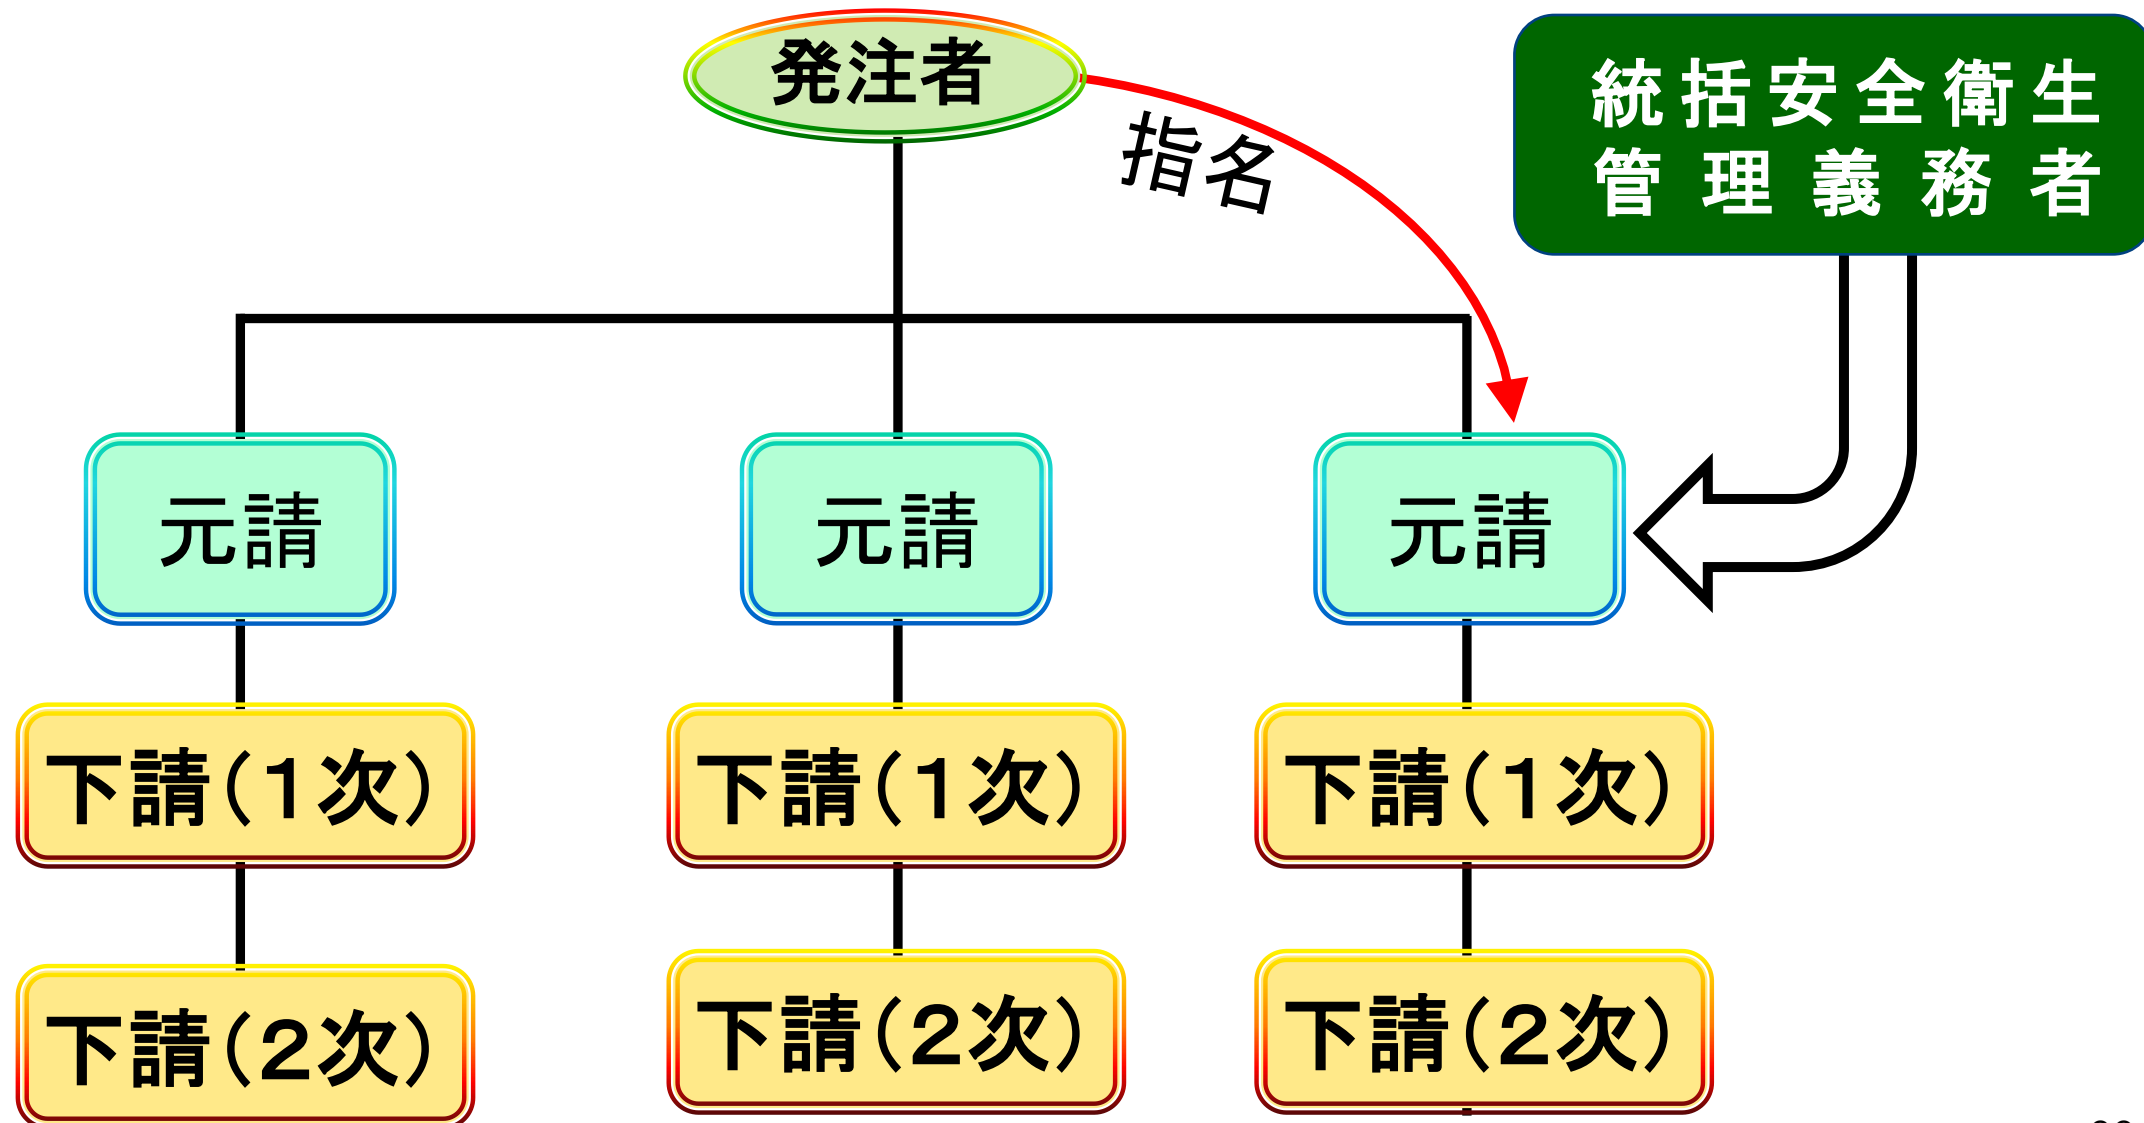 発注者
指名
統括安全衛生
管理義務者
元請
元請
元請
下請(1次)
下請(1次)
下請(1次)
下請(2次)
下請(2次)
下請(2次)